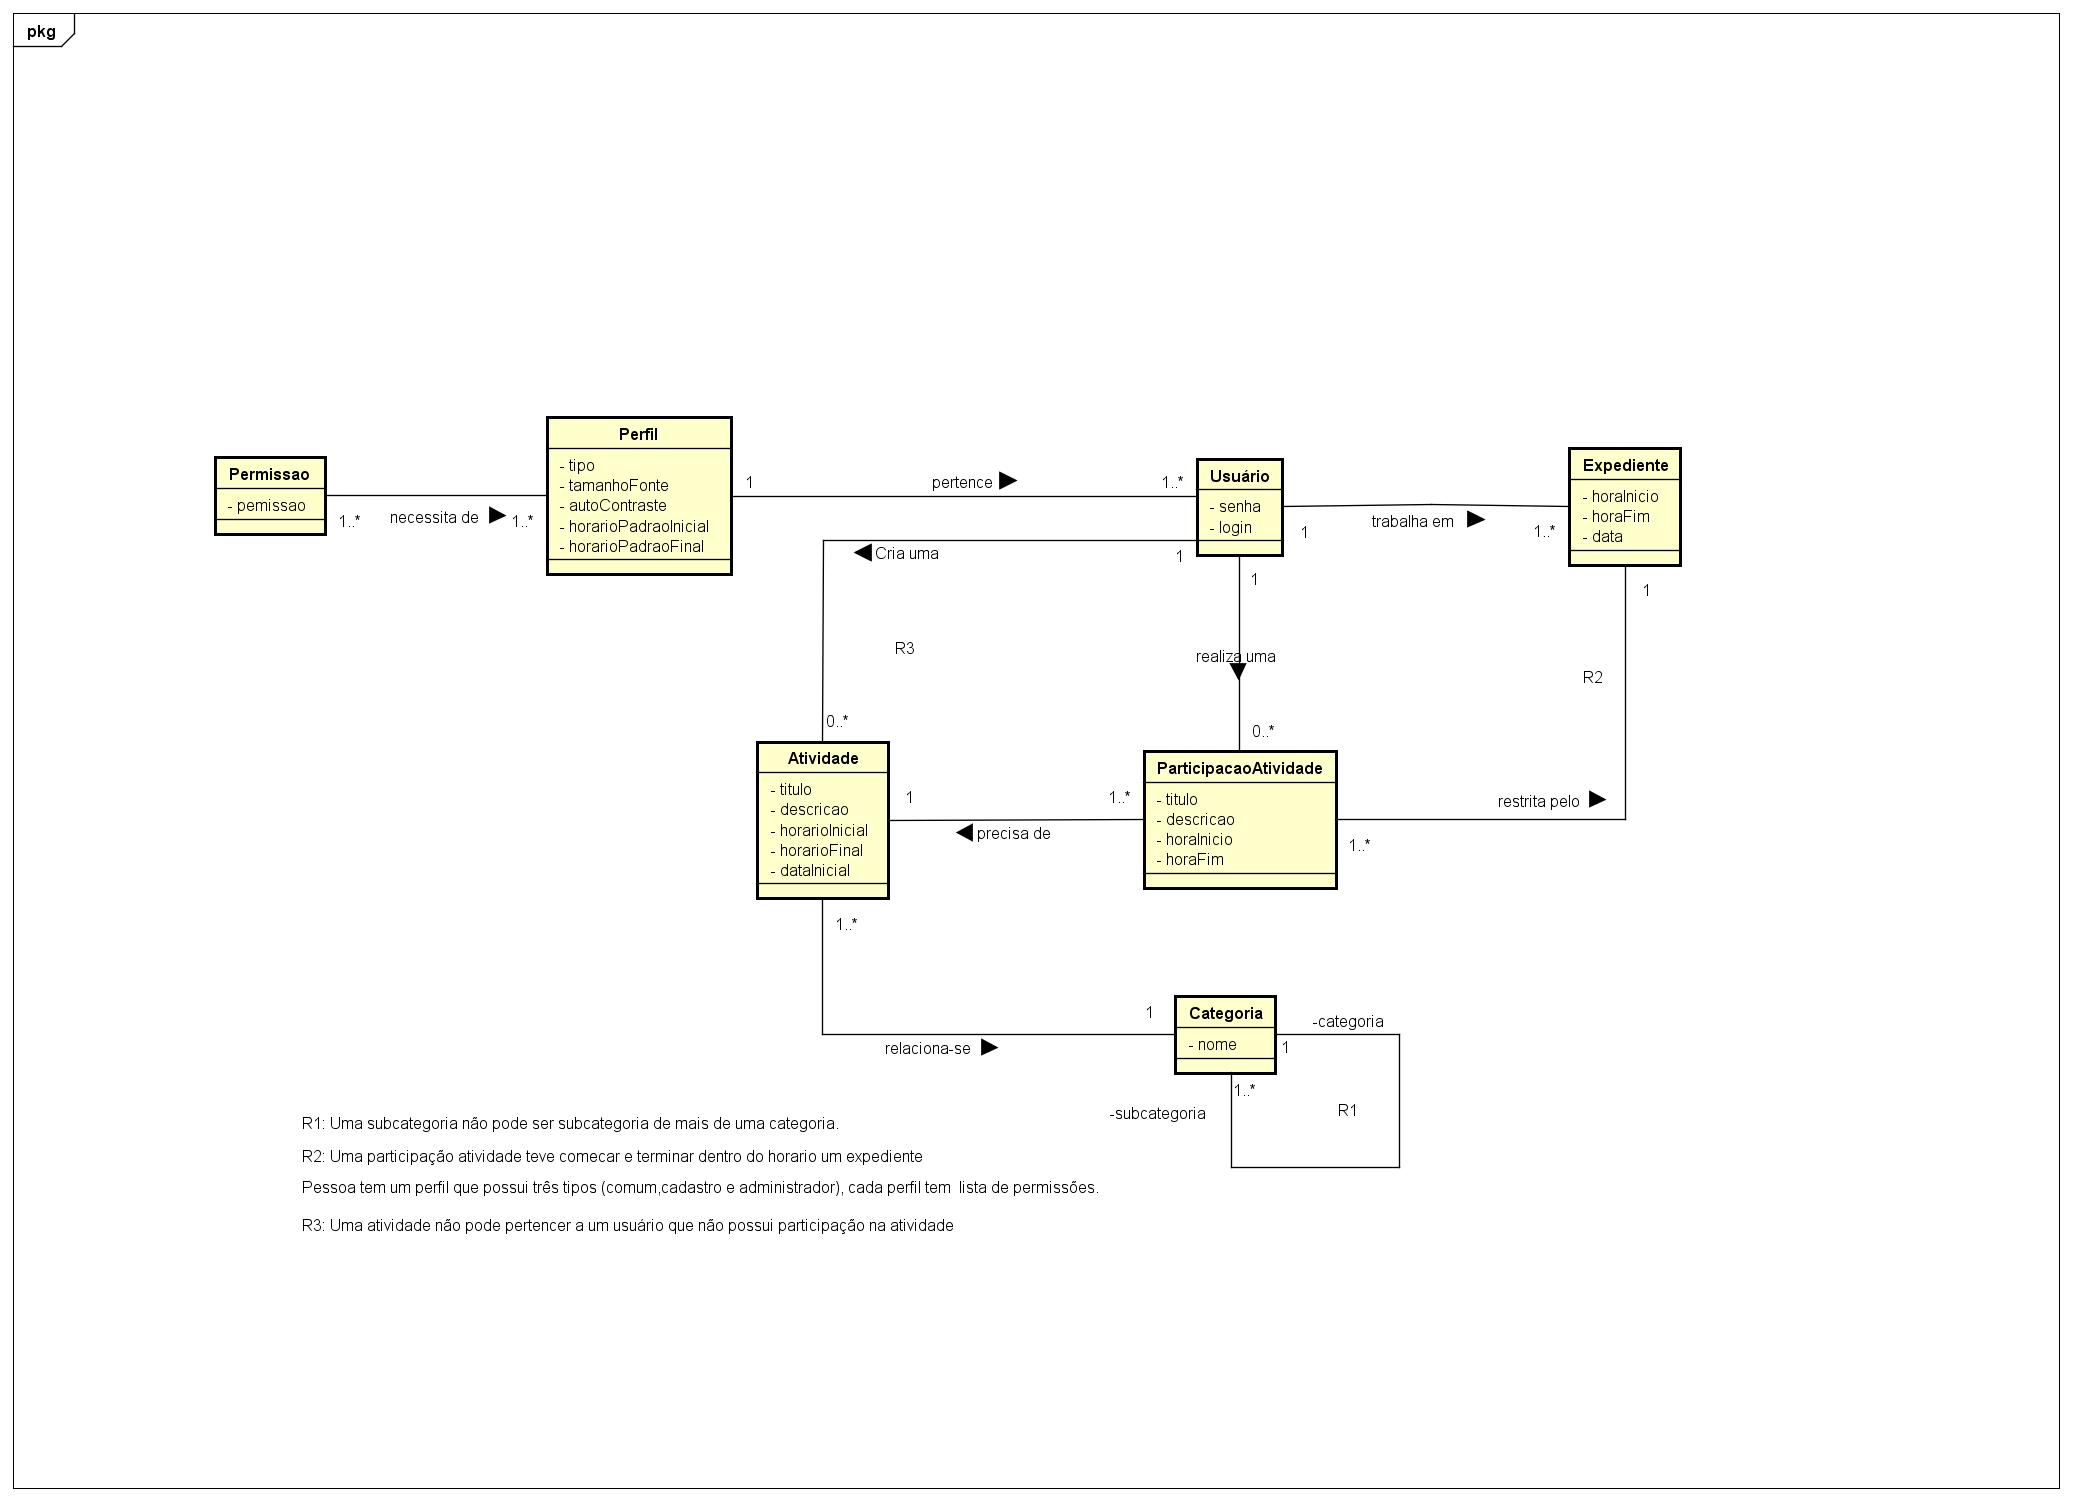 pkg
Perfil
- tipo
- tamanhoFonte
- autoContraste
- horarioPadraoInicial
- horarioPadraoFinal
Permissao
- pemissao
1..*
necessita de
1..*
1
pertence
1..*
Usuário
- senha
- login
Expediente
- horaInicio
- horaFim
- data
1
trabalha em
1..*
Cria uma
1
1
1
R3
realiza uma
R2
0..*
0..*
Atividade
- titulo
- descricao
- horarioInicial
- horarioFinal
- dataInicial
ParticipacaoAtividade
- titulo
- descricao
- horaInicio
- horaFim
1
1..*
precisa de
restrita pelo
1..*
1..*
1
relaciona-se
Categoria
- nome
-categoria
1
1..*
-subcategoria
R1
R1: Uma subcategoria não pode ser subcategoria de mais de uma categoria.
R2: Uma participação atividade teve comecar e terminar dentro do horario um expediente
Pessoa tem um perfil que possui três tipos (comum,cadastro e administrador), cada perfil tem  lista de permissões.
R3: Uma atividade não pode pertencer a um usuário que não possui participação na atividade